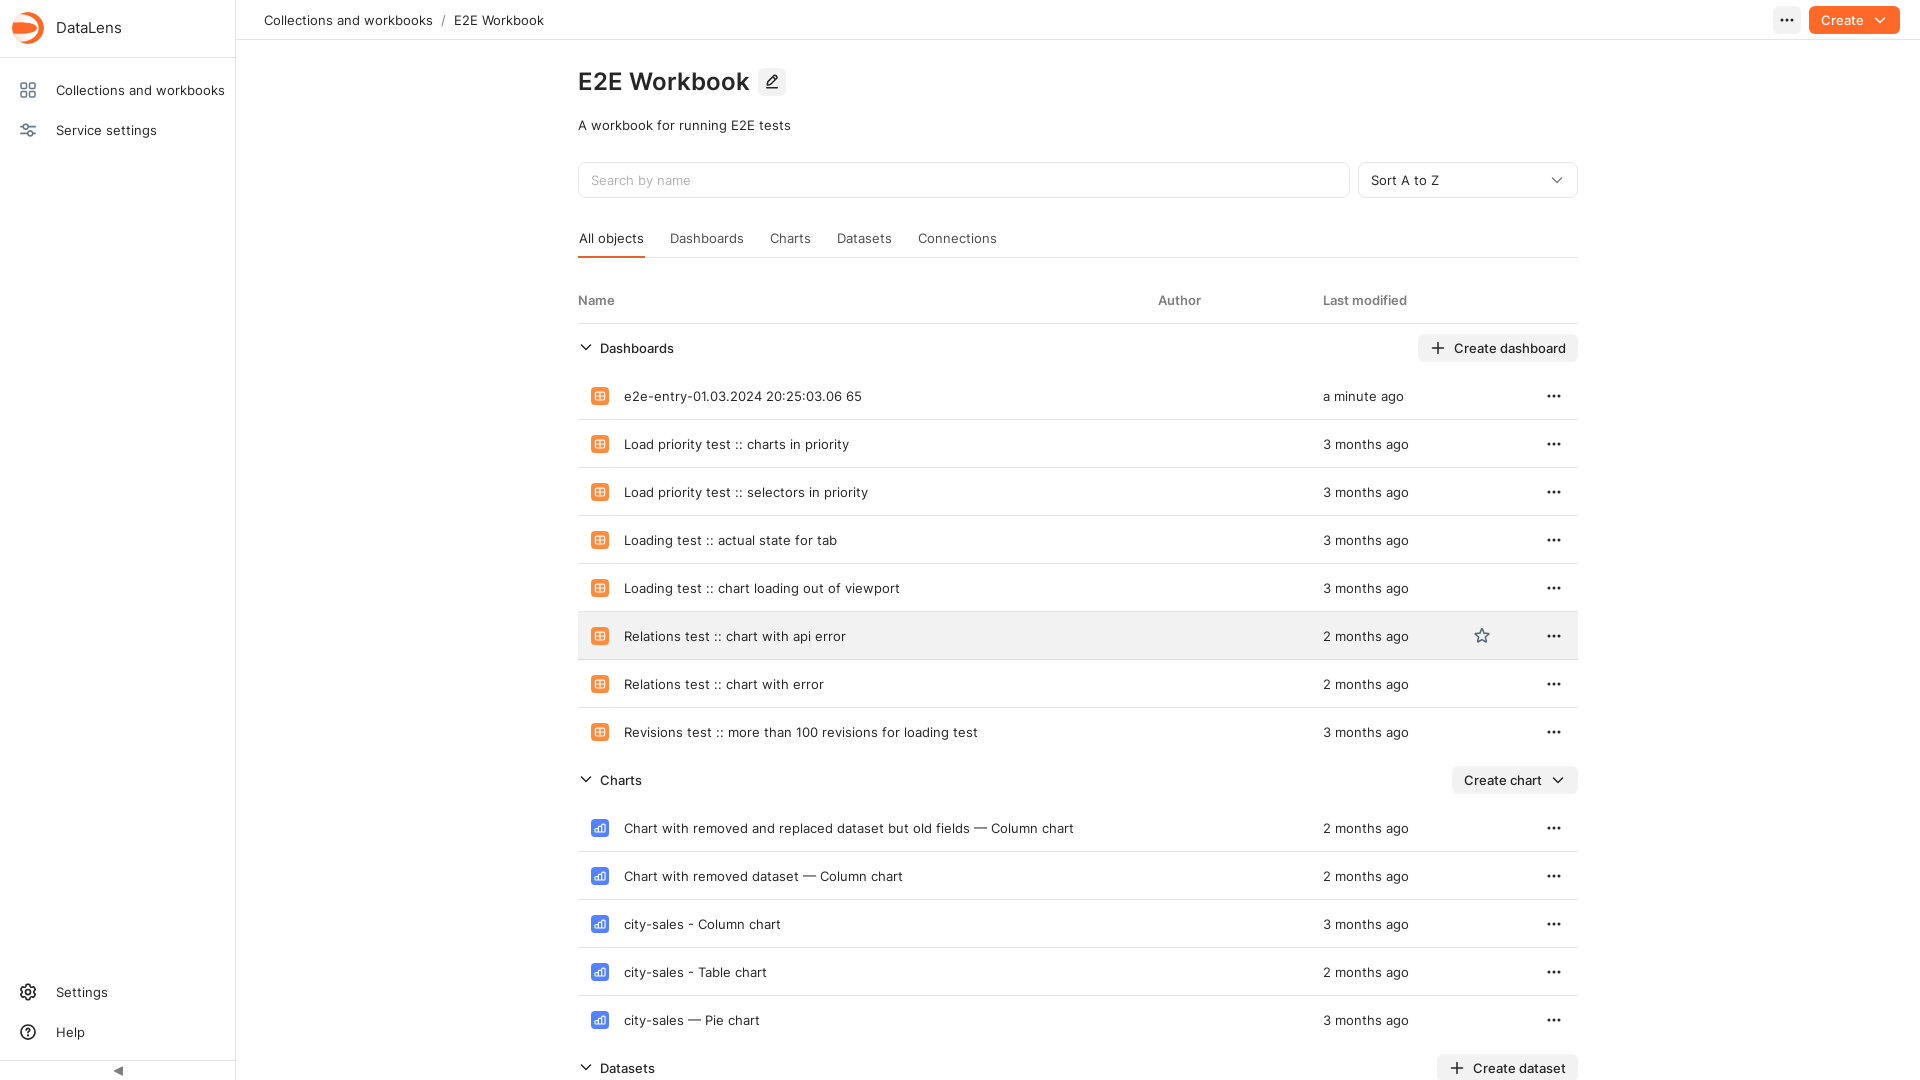 DataLens
Collections and workbooks / E2E Workbook
Create
Collections and workbooks
Service settings
E2E Workbook
A workbook for running E2E tests
Search by name
Sort A to Z
All objects
Dashboards
Charts
Datasets
Connections
Name
Author
Last modified
Dashboards
Create dashboard
e2e-entry-01.03.2024 20:25:03.06 65
a minute ago
Load priority test :: charts in priority
3 months ago
Load priority test :: selectors in priority
3 months ago
Loading test :: actual state for tab
3 months ago
Loading test :: chart loading out of viewport
3 months ago
Relations test :: chart with api error
2 months ago
Relations test :: chart with error
2 months ago
Revisions test :: more than 100 revisions for loading test
3 months ago
Charts
Create chart
Chart with removed and replaced dataset but old fields — Column chart
2 months ago
Chart with removed dataset — Column chart
2 months ago
city-sales - Column chart
3 months ago
city-sales - Table chart
2 months ago
city-sales — Pie chart
3 months ago
Datasets
Create dataset
Settings
Help